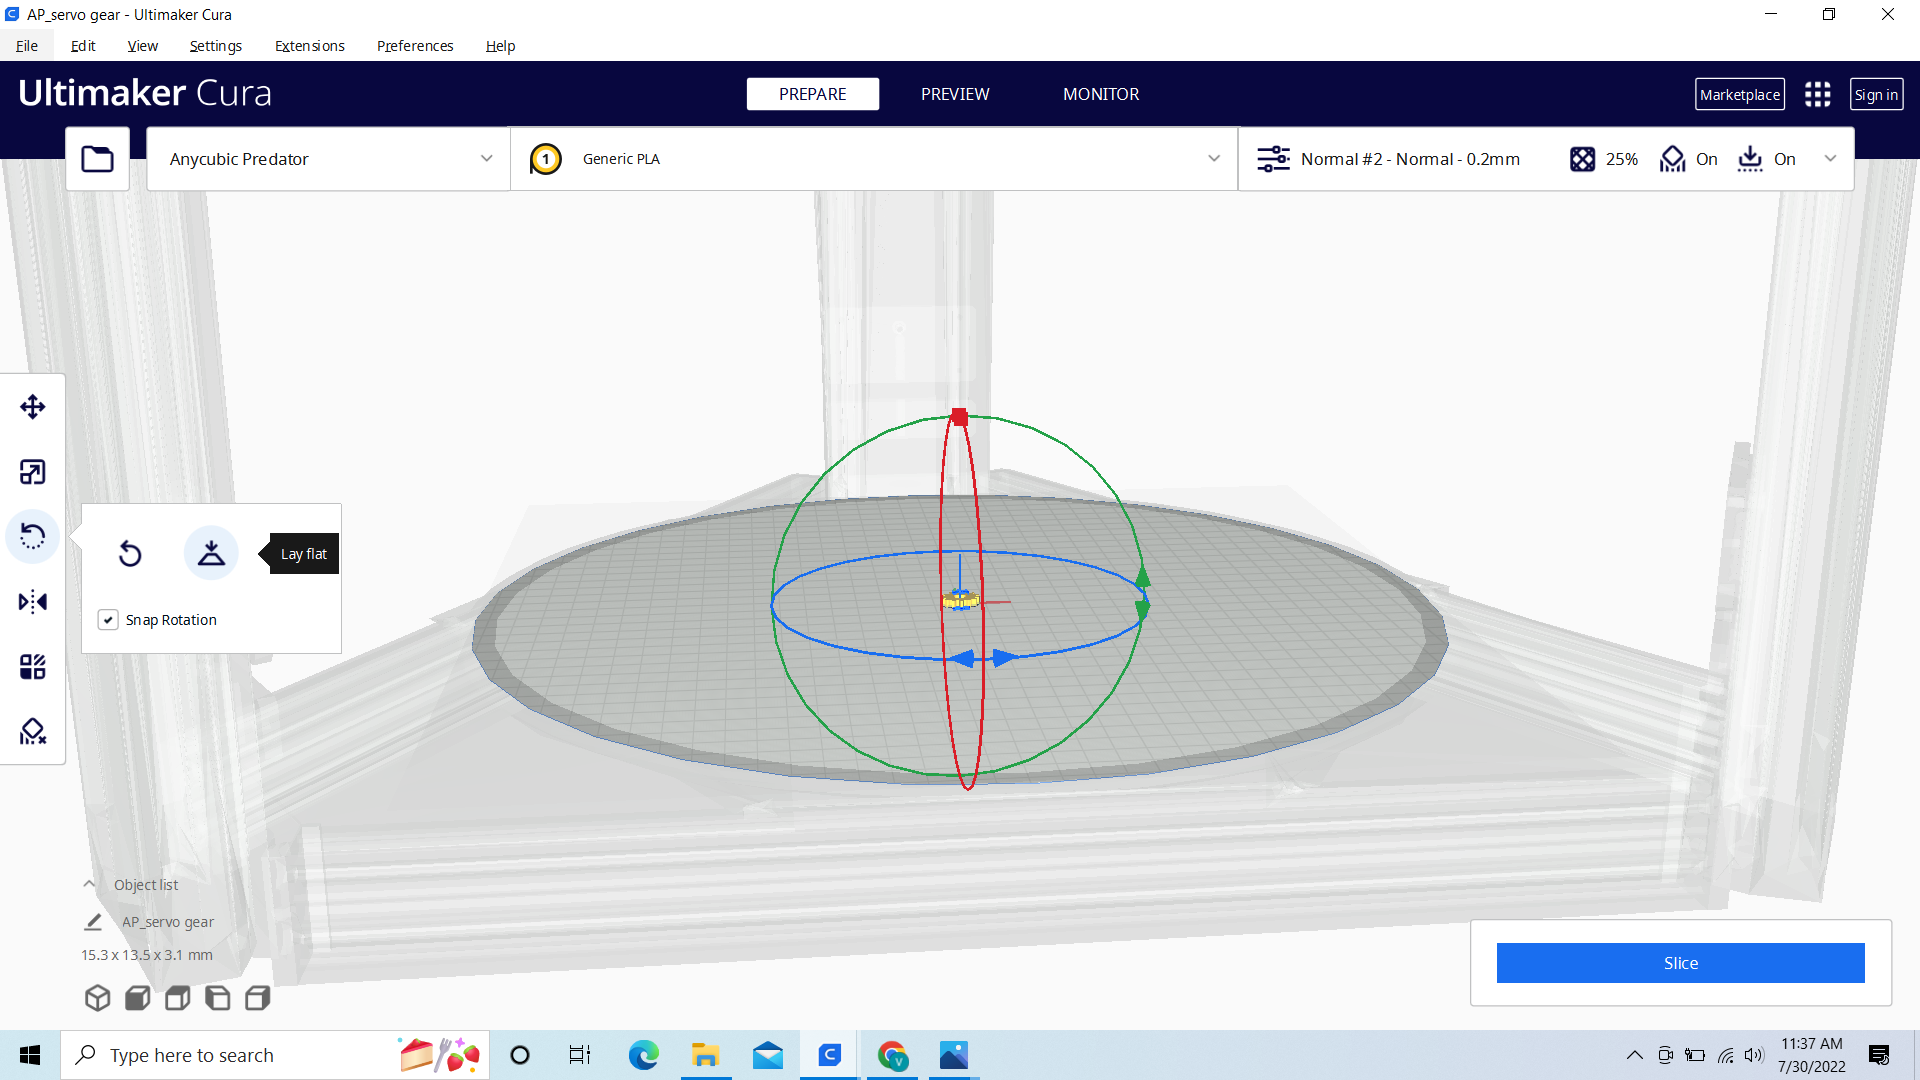 AP_servo gear - Ultimaker Cura
File Edit View Settings Extensions Preferences Help
Ultimaker Cura
PREPARE PREVIEW MONITOR
Marketplace Sign in
Anycubic Predator
1 Generic PLA
Normal #2 - Normal - 0.2mm 25% On On
Lay flat
Snap Rotation
Object list
AP_servo gear
15.3 x 13.5 x 3.1 mm
Slice
Type here to search
11:37 AM
7/30/2022